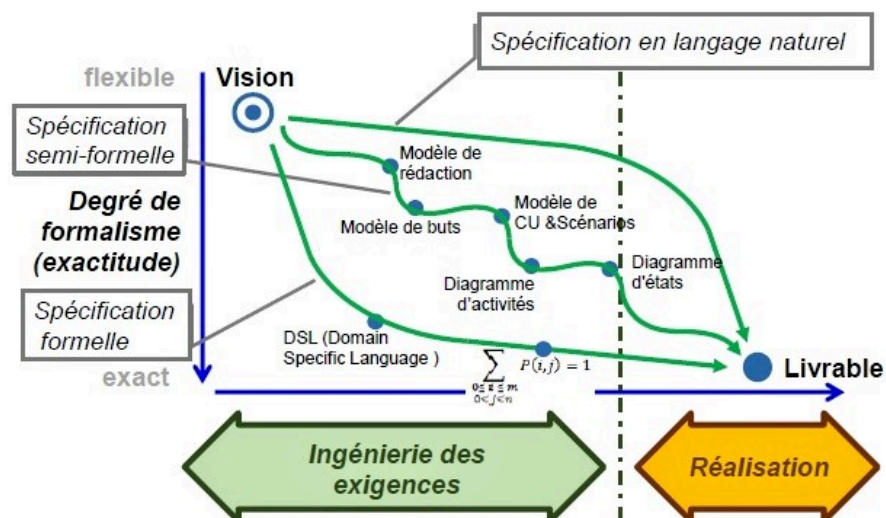 Spécification en langage naturel
flexible
Vision
Spécification
semi-formelle
Modèle de
rédaction
Degré de
formalisme
(exactitude)
Modèle de buts
Modèle de
CU &Scénarios
Diagramme
d'activités
Diagramme
d'états
Spécification
formelle
DSL (Domain
Specific Language )
∑ P(i,j) = 1
0≤ i ≤ m
0<j<n
exact
Livrable
Ingénierie des
exigences
Réalisation